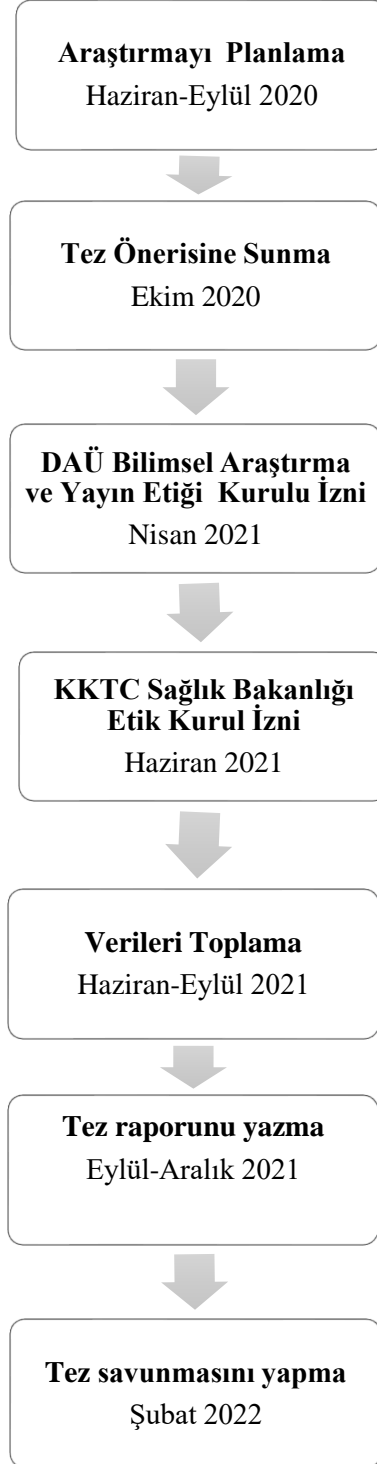 Araştırmayı Planlama
Haziran-Eylül 2020
Tez Önerisine Sunma
Ekim 2020
DAÜ Bilimsel Araştırma
ve Yayın Etiği Kurulu İzni
Nisan 2021
KKTC Sağlık Bakanlığı
Etik Kurul İzni
Haziran 2021
Verileri Toplama
Haziran-Eylül 2021
Tez raporunu yazma
Eylül-Aralık 2021
Tez savunmasını yapma
Şubat 2022